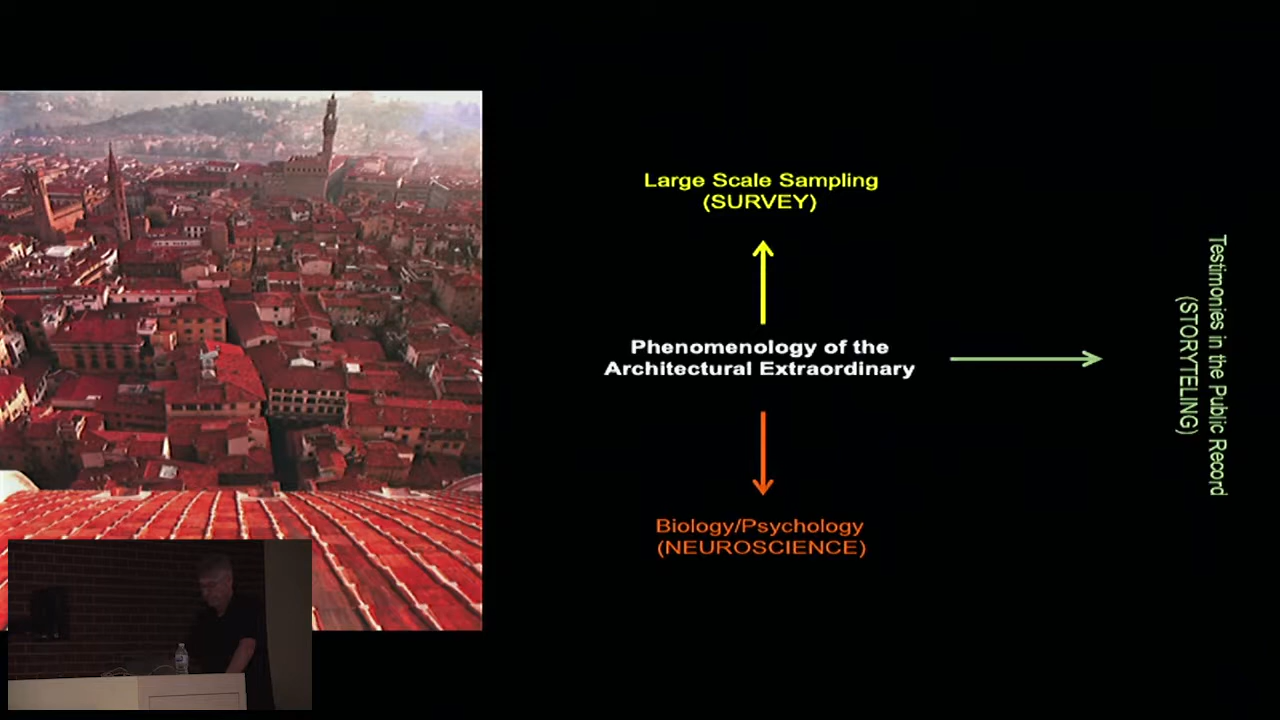 Large Scale Sampling
(SURVEY)
Phenomenology of the
Architectural Extraordinary
Biology/Psychology
(NEUROSCIENCE)
Testimonies in the Public Record
(STORYTELING)